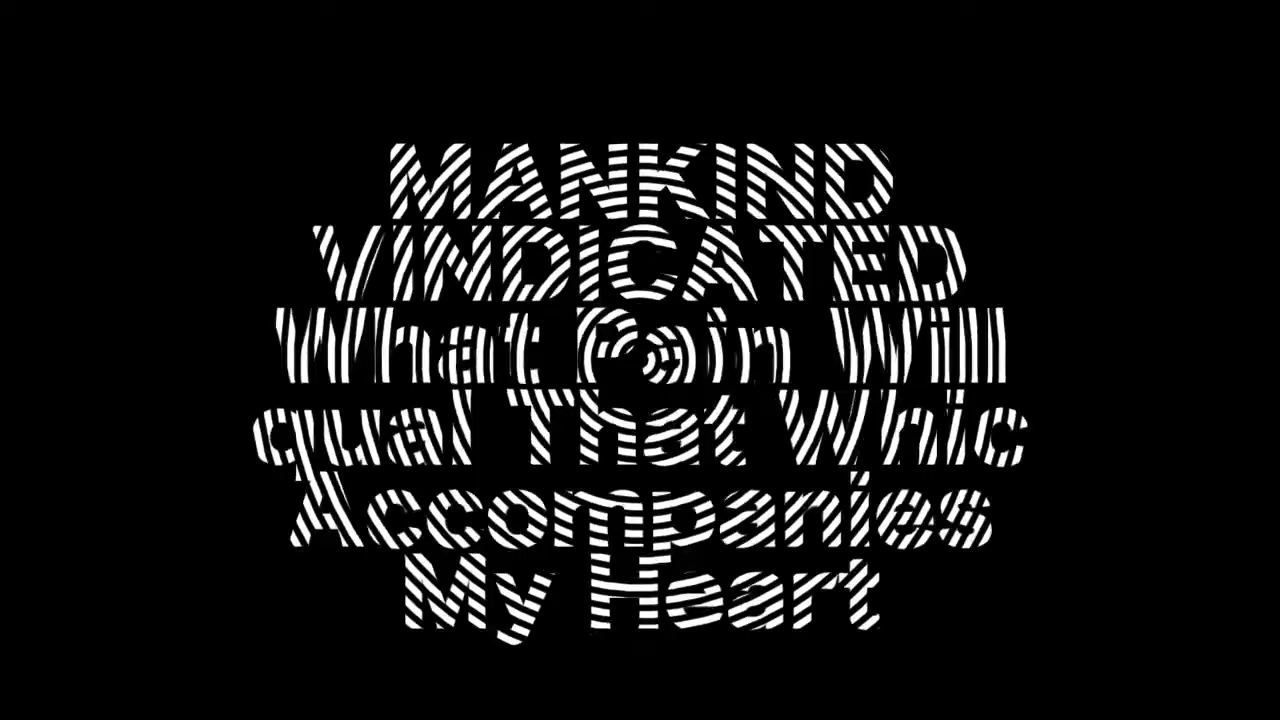 MANKIND
VINDICATED
What Pain Will
qual That Whic
Accompanies
My Heart